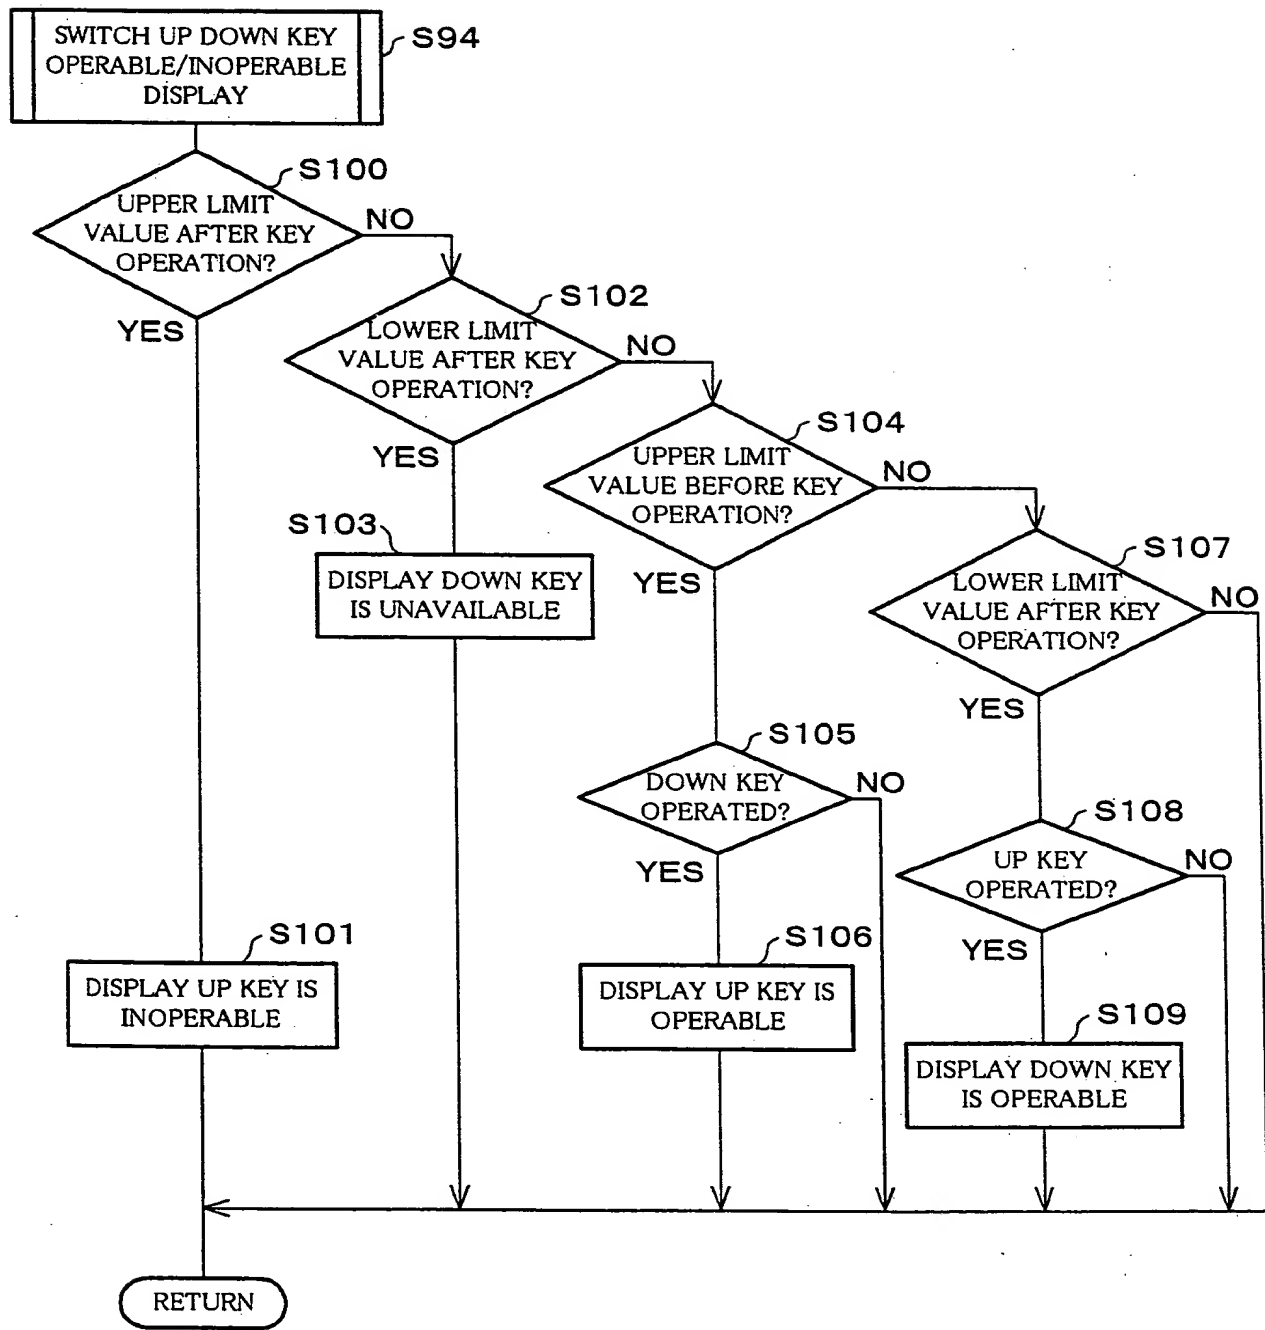 SWITCH UP DOWN KEY
OPERABLE/INOPERABLE
DISPLAY
S94
S100
UPPER LIMIT
VALUE AFTER KEY
OPERATION?
NO
YES
S102
LOWER LIMIT
VALUE AFTER KEY
OPERATION?
NO
YES
S103
DISPLAY DOWN KEY
IS UNAVAILABLE
S104
UPPER LIMIT
VALUE BEFORE KEY
OPERATION?
NO
YES
S107
LOWER LIMIT
VALUE AFTER KEY
OPERATION?
NO
YES
S105
DOWN KEY
OPERATED?
NO
YES
S108
UP KEY
OPERATED?
NO
YES
S101
DISPLAY UP KEY IS
INOPERABLE
S106
DISPLAY UP KEY IS
OPERABLE
S109
DISPLAY DOWN KEY
IS OPERABLE
RETURN